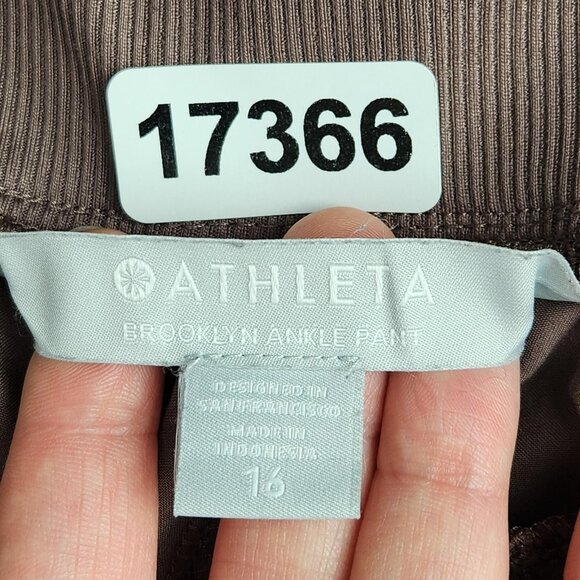 17366
ATHLETA
BROOKLYN ANKLE PANT
DESIGNED IN
SAN FRANCISCO
MADE IN
INDONESIA
16